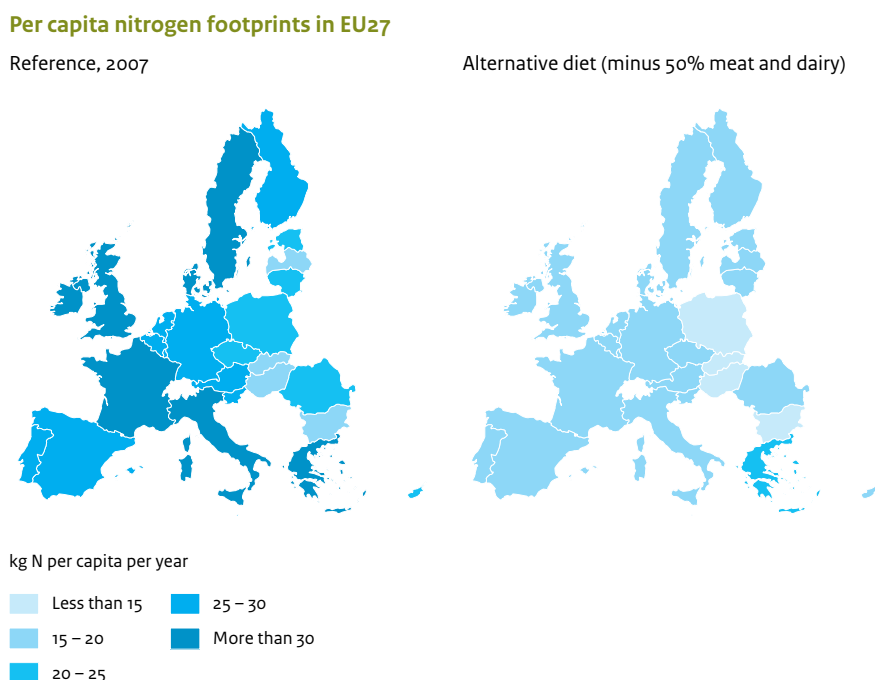 Per capita nitrogen footprints in EU27
Reference, 2007
Alternative diet (minus 50% meat and dairy)
kg N per capita per year
Less than 15
15 – 20
20 – 25
25 – 30
More than 30